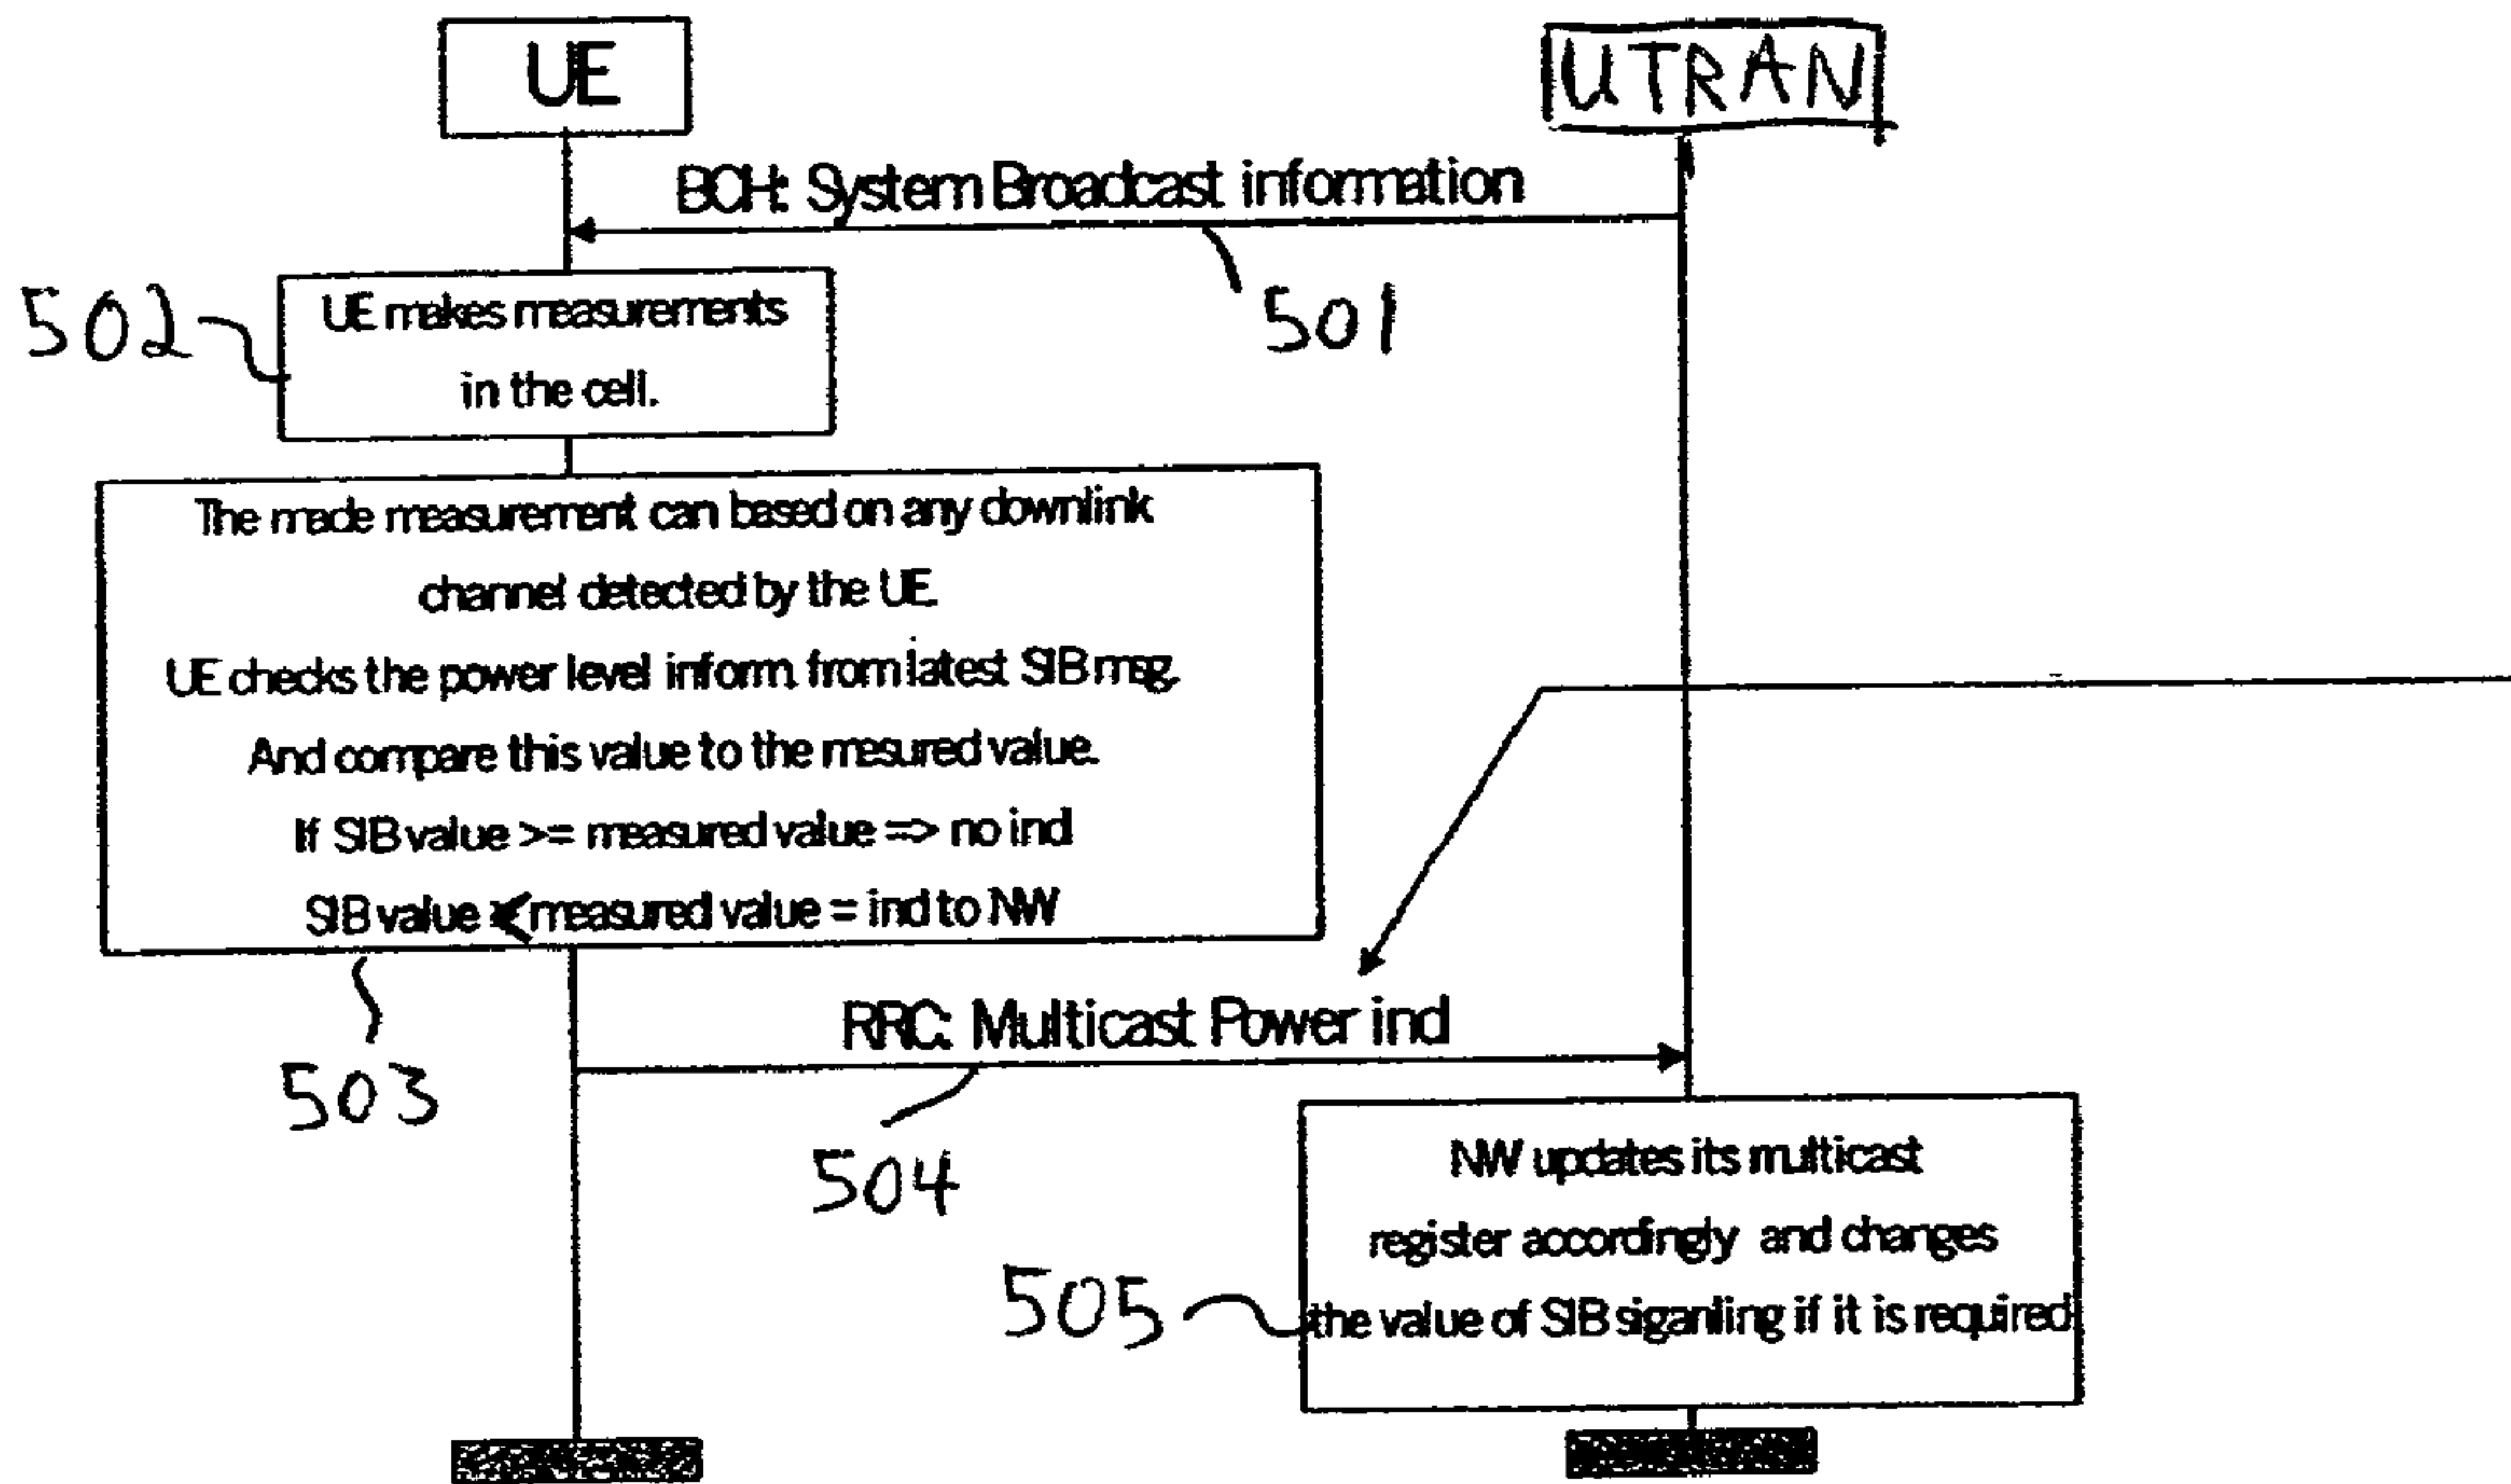 UE
UTRAN
BCH: System Broadcast information
501
502
UE makes measurements
in the cell.
The made measurement can based on any downlink
channel detected by the UE.
UE checks the power level inform. from latest SIB msg.
And compare this value to the mesured value.
If SIB value >= measured value => no ind
SIB value < measured value = ind to NW
503
RRC: Multicast Power ind
504
NW updates its multicast
register accordingly and changes
the value of SIB siganling if it is required
505